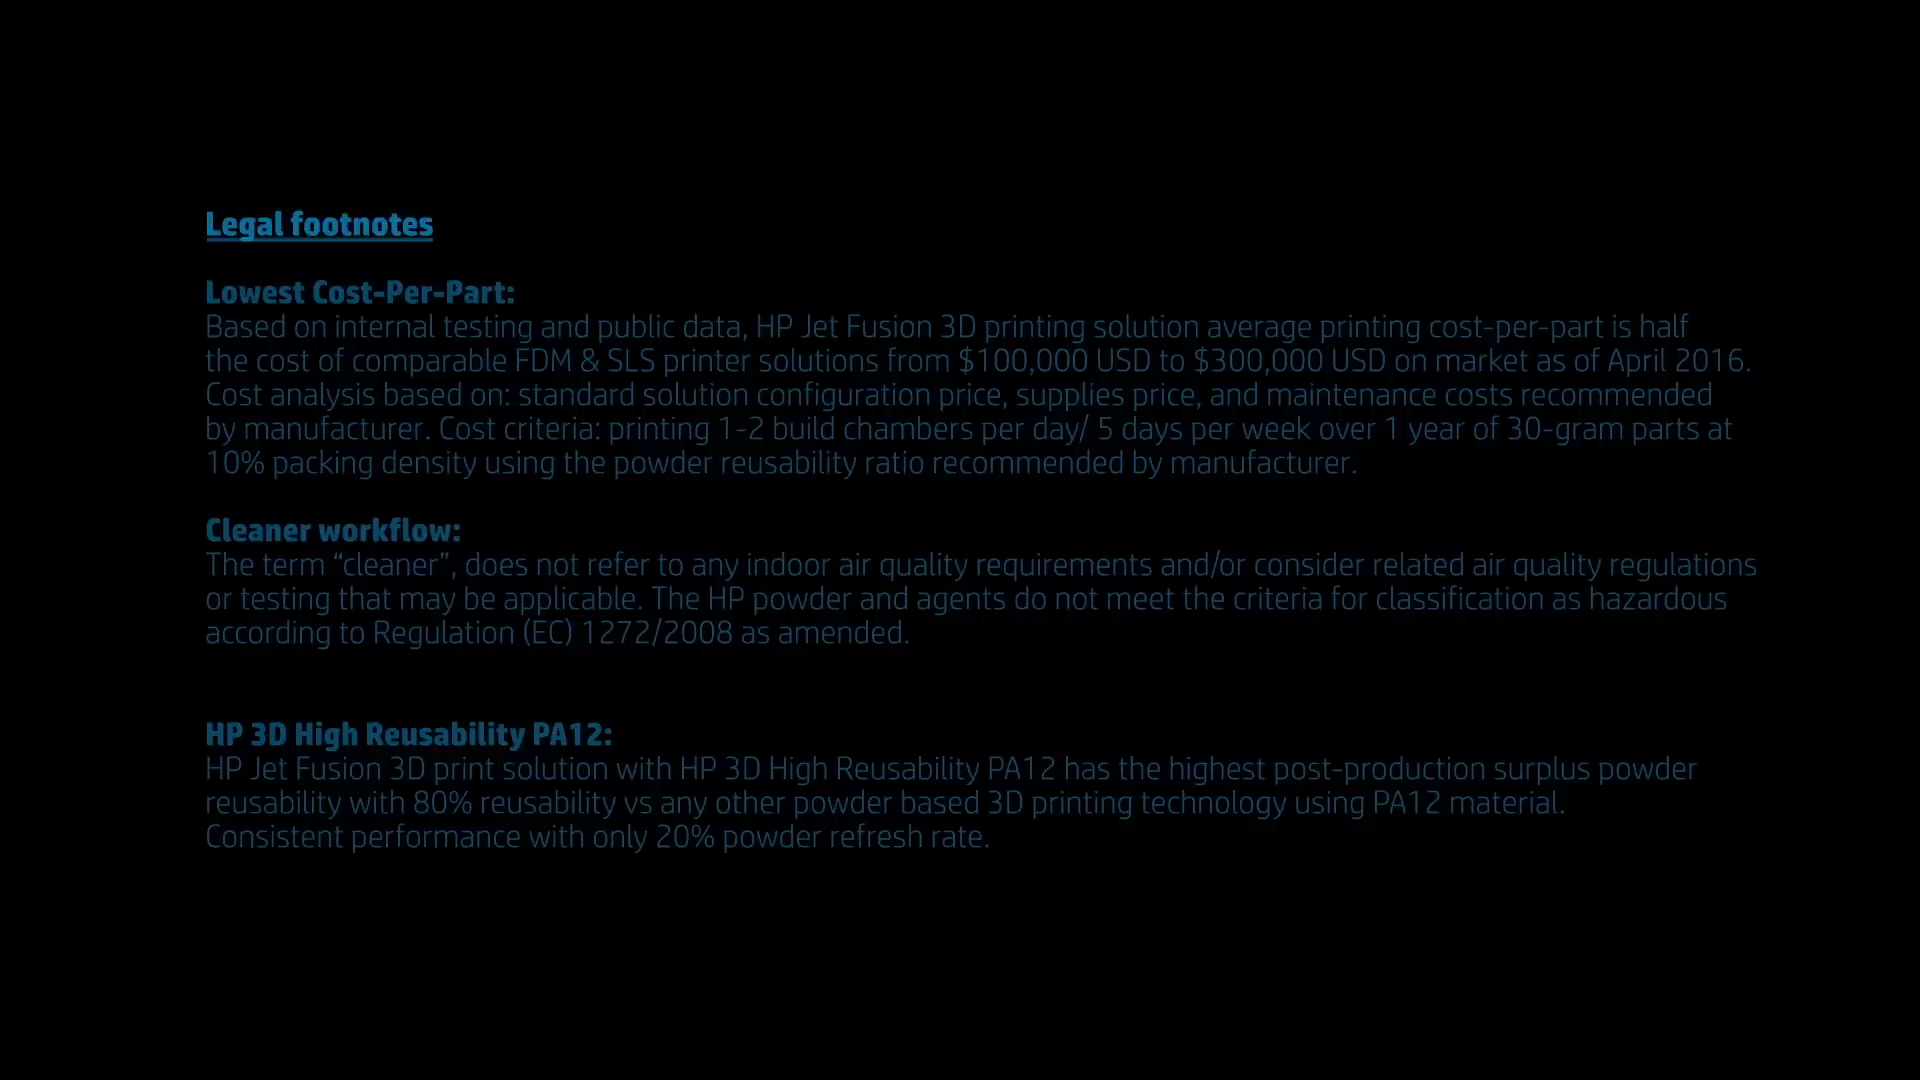 Legal footnotes
Lowest Cost-Per-Part:
Based on internal testing and public data, HP Jet Fusion 3D printing solution average printing cost-per-part is half
the cost of comparable FDM & SLS printer solutions from $100,000 USD to $300,000 USD on market as of April 2016.
Cost analysis based on: standard solution configuration price, supplies price, and maintenance costs recommended
by manufacturer. Cost criteria: printing 1-2 build chambers per day/ 5 days per week over 1 year of 30-gram parts at
10% packing density using the powder reusability ratio recommended by manufacturer.
Cleaner workflow:
The term “cleaner”, does not refer to any indoor air quality requirements and/or consider related air quality regulations
or testing that may be applicable. The HP powder and agents do not meet the criteria for classification as hazardous
according to Regulation (EC) 1272/2008 as amended.
HP 3D High Reusability PA12:
HP Jet Fusion 3D print solution with HP 3D High Reusability PA12 has the highest post-production surplus powder
reusability with 80% reusability vs any other powder based 3D printing technology using PA12 material.
Consistent performance with only 20% powder refresh rate.